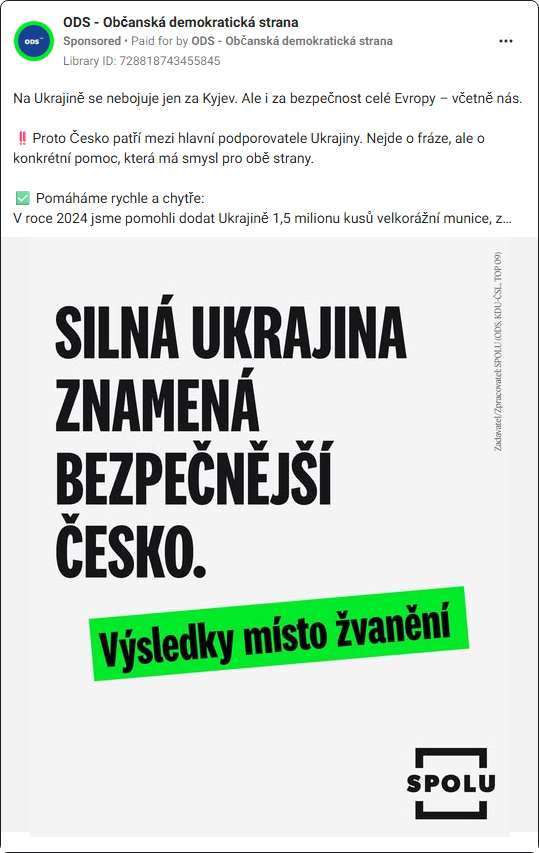 ODS - Občanská demokratická strana
Sponsored • Paid for by ODS - Občanská demokratická strana
Library ID: 728818743455845
Na Ukrajině se nebojuje jen za Kyjev. Ale i za bezpečnost celé Evropy – včetně nás.
‼️ Proto Česko patří mezi hlavní podporovatele Ukrajiny. Nejde o fráze, ale o
konkrétní pomoc, která má smysl pro obě strany.
✅ Pomáháme rychle a chytře:
V roce 2024 jsme pomohli dodat Ukrajině 1,5 milionu kusů velkorážní munice, z...
Zadavatel/Zpracovatel: SPOLU (ODS, KDU-ČSL, TOP 09)
SILNÁ UKRAJINA
ZNAMENÁ
BEZPEČNĚJŠÍ
ČESKO.
Výsledky místo žvanění
SPOLU